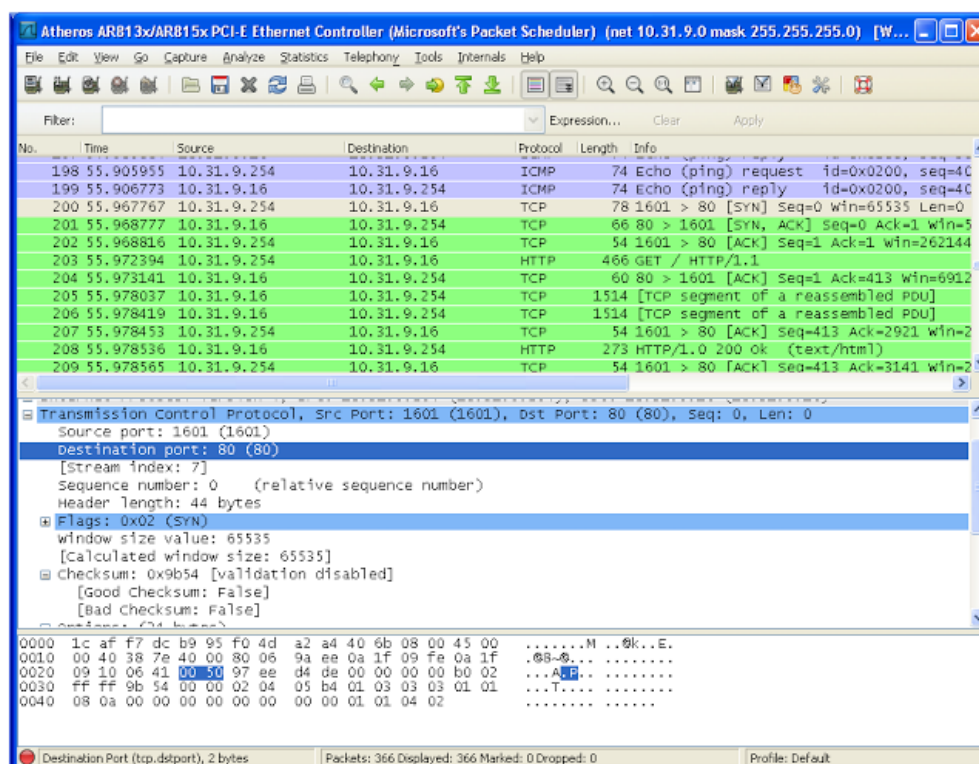 Atheros AR813x/AR815x PCI-E Ethernet Controller (Microsoft's Packet Scheduler) (net 10.31.9.0 mask 255.255.255.0) [W...
File Edit View Go Capture Analyze Statistics Telephony Tools Internals Help
Filter: Expression... Clear Apply
No. Time Source Destination Protocol Length Info
198 55.905955 10.31.9.254 10.31.9.16 ICMP 74 Echo (ping) request id=0x0200, seq=40
199 55.906773 10.31.9.16 10.31.9.254 ICMP 74 Echo (ping) reply id=0x0200, seq=40
200 55.967767 10.31.9.254 10.31.9.16 TCP 78 1601 > 80 [SYN] Seq=0 Win=65535 Len=0
201 55.968777 10.31.9.16 10.31.9.254 TCP 66 80 > 1601 [SYN, ACK] Seq=0 Ack=1 Win=5
202 55.968816 10.31.9.254 10.31.9.16 TCP 54 1601 > 80 [ACK] Seq=1 Ack=1 Win=262144
203 55.972394 10.31.9.254 10.31.9.16 HTTP 466 GET / HTTP/1.1
204 55.973141 10.31.9.16 10.31.9.254 TCP 60 80 > 1601 [ACK] Seq=1 Ack=413 Win=6912
205 55.978037 10.31.9.16 10.31.9.254 TCP 1514 [TCP segment of a reassembled PDU]
206 55.978419 10.31.9.16 10.31.9.254 TCP 1514 [TCP segment of a reassembled PDU]
207 55.978453 10.31.9.254 10.31.9.16 TCP 54 1601 > 80 [ACK] Seq=413 Ack=2921 Win=2
208 55.978536 10.31.9.16 10.31.9.254 HTTP 273 HTTP/1.0 200 Ok (text/html)
209 55.978565 10.31.9.254 10.31.9.16 TCP 54 1601 > 80 [ACK] Seq=413 Ack=3141 Win=2
Transmission Control Protocol, Src Port: 1601 (1601), Dst Port: 80 (80), Seq: 0, Len: 0
Source port: 1601 (1601)
Destination port: 80 (80)
[Stream index: 7]
Sequence number: 0 (relative sequence number)
Header length: 44 bytes
Flags: 0x02 (SYN)
Window size value: 65535
[Calculated window size: 65535]
Checksum: 0x9b54 [validation disabled]
[Good Checksum: False]
[Bad Checksum: False]
Options: (24 bytes)
0000 1c af f7 dc b9 95 f0 4d a2 a4 40 6b 08 00 45 00 .......M ..@k..E.
0010 00 40 38 7e 40 00 80 06 9a ee 0a 1f 09 fe 0a 1f .@8~@... ........
0020 09 10 06 41 00 50 97 ee d4 de 00 00 00 00 b0 02 ...A.P.. ........
0030 ff ff 9b 54 00 00 02 04 05 b4 01 03 03 03 01 01 ...T.... ........
0040 08 0a 00 00 00 00 00 00 00 00 01 01 04 02 ........ ......
Destination Port (tcp.dstport), 2 bytes Packets: 366 Displayed: 366 Marked: 0 Dropped: 0 Profile: Default